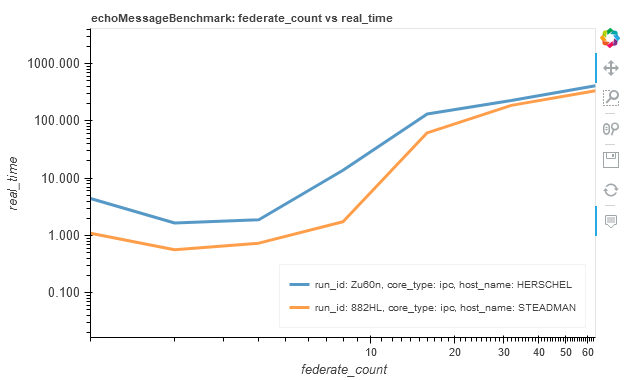 echoMessageBenchmark: federate_count vs real_time
1000.000
100.000
10.000
1.000
0.100
real_time
run_id: Zu60n, core_type: ipc, host_name: HERSCHEL
run_id: 882HL, core_type: ipc, host_name: STEADMAN
10 20 30 40 50 60
federate_count